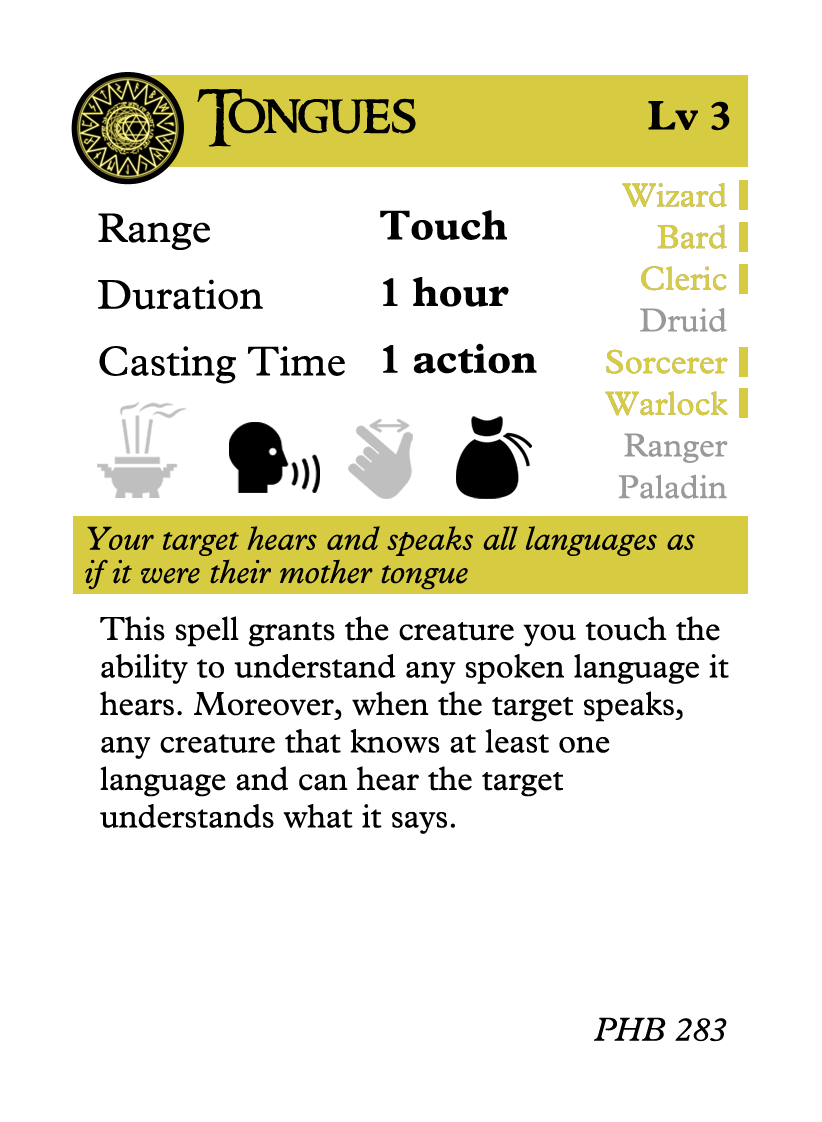 TONGUES
Lv 3
Range Touch
Duration 1 hour
Casting Time 1 action
Wizard
Bard
Cleric
Druid
Sorcerer
Warlock
Ranger
Paladin
Your target hears and speaks all languages as
if it were their mother tongue
This spell grants the creature you touch the
ability to understand any spoken language it
hears. Moreover, when the target speaks,
any creature that knows at least one
language and can hear the target
understands what it says.
PHB 283